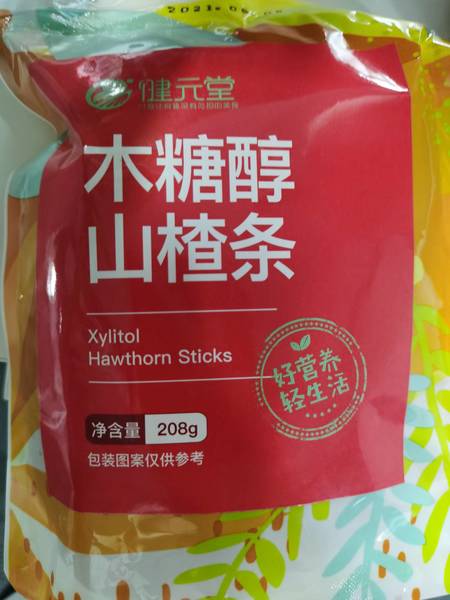 健元堂
木糖醇
山楂条
Xylitol
Hawthorn Sticks
好营养
轻生活
净含量 208g
包装图案仅供参考